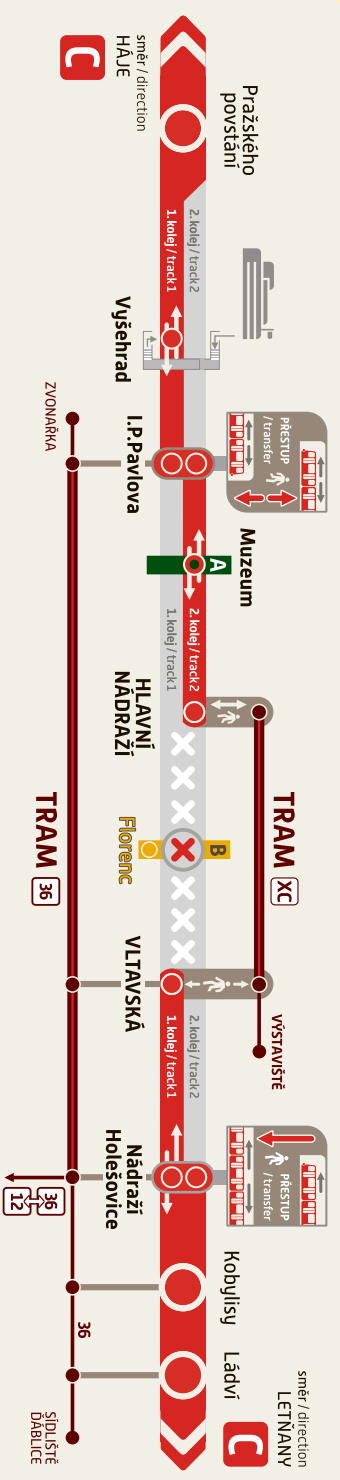 směr / direction
HÁJE
C
Pražského
povstání
2. kolej / track 2
1. kolej / track 1
Vyšehrad
I.P.Pavlova
PŘESTUP
/ transfer
Muzeum
A
2. kolej / track 2
1. kolej / track 1
HLAVNÍ
NÁDRAŽÍ
B
Florenc
VLTAVSKÁ
2. kolej / track 2
1. kolej / track 1
TRAM XC
VÝSTAVIŠTĚ
Nádraží
Holešovice
PŘESTUP
/ transfer
Kobylisy
Ládví
směr / direction
LETŇANY
C
ZVONAŘKA
TRAM 36
36
12
36
SÍDLIŠTĚ
ĎÁBLICE